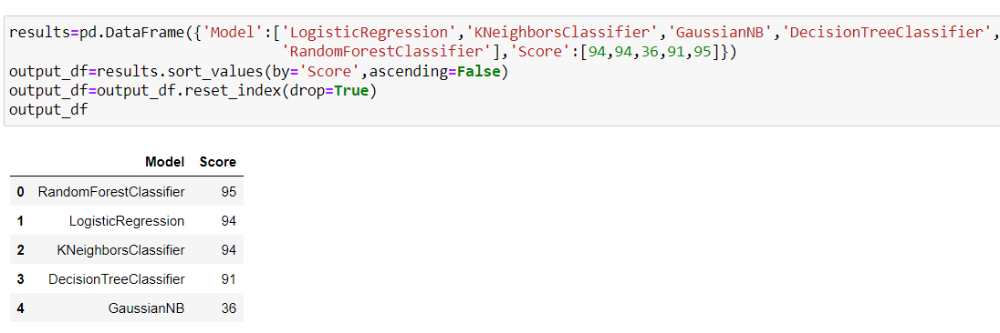 results=pd.DataFrame({'Model':['LogisticRegression','KNeighborsClassifier','GaussianNB','DecisionTreeClassifier',
'RandomForestClassifier'],'Score':[94,94,36,91,95]})
output_df=results.sort_values(by='Score',ascending=False)
output_df=output_df.reset_index(drop=True)
output_df
Model Score
0 RandomForestClassifier 95
1 LogisticRegression 94
2 KNeighborsClassifier 94
3 DecisionTreeClassifier 91
4 GaussianNB 36